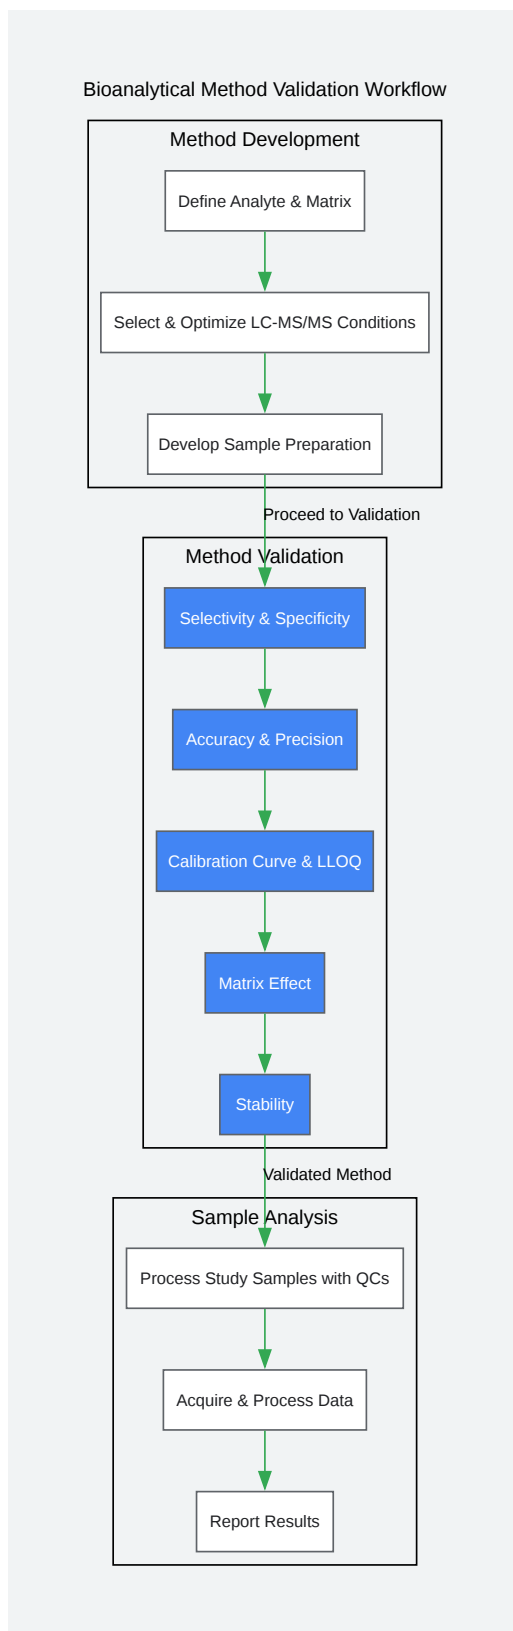 Bioanalytical Method Validation Workflow
Method Development
Define Analyte & Matrix
Select & Optimize LC-MS/MS Conditions
Develop Sample Preparation
Proceed to Validation
Method Validation
Selectivity & Specificity
Accuracy & Precision
Calibration Curve & LLOQ
Matrix Effect
Stability
Validated Method
Sample Analysis
Process Study Samples with QCs
Acquire & Process Data
Report Results